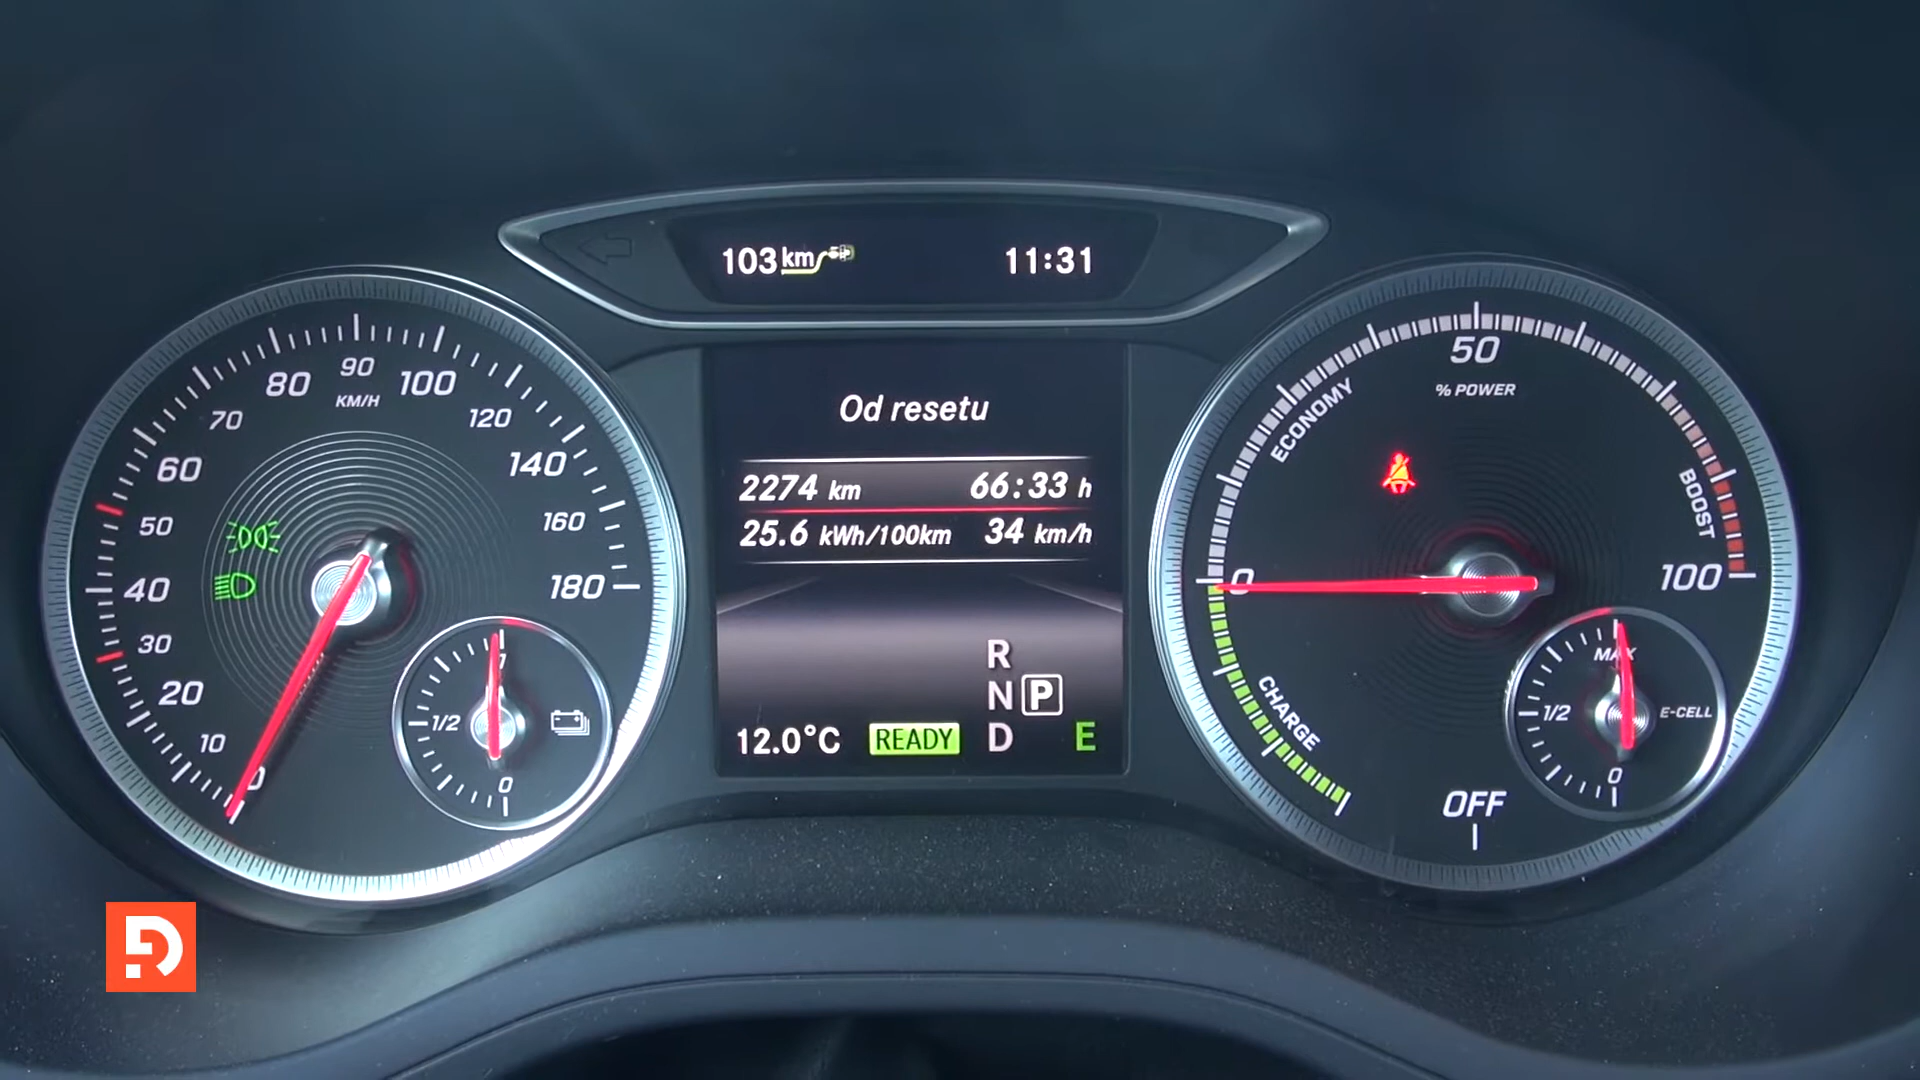 103 km
11:31
Od resetu
2274 km 66:33 h
25.6 kWh/100km 34 km/h
R
N P
D
12.0°C READY E
0
10
20
30
40
50
60
70
80
90
100
120
140
160
180
KM/H
1
1/2
0
50
% POWER
ECONOMY
BOOST
0
100
CHARGE
OFF
MAX
1/2
E-CELL
0